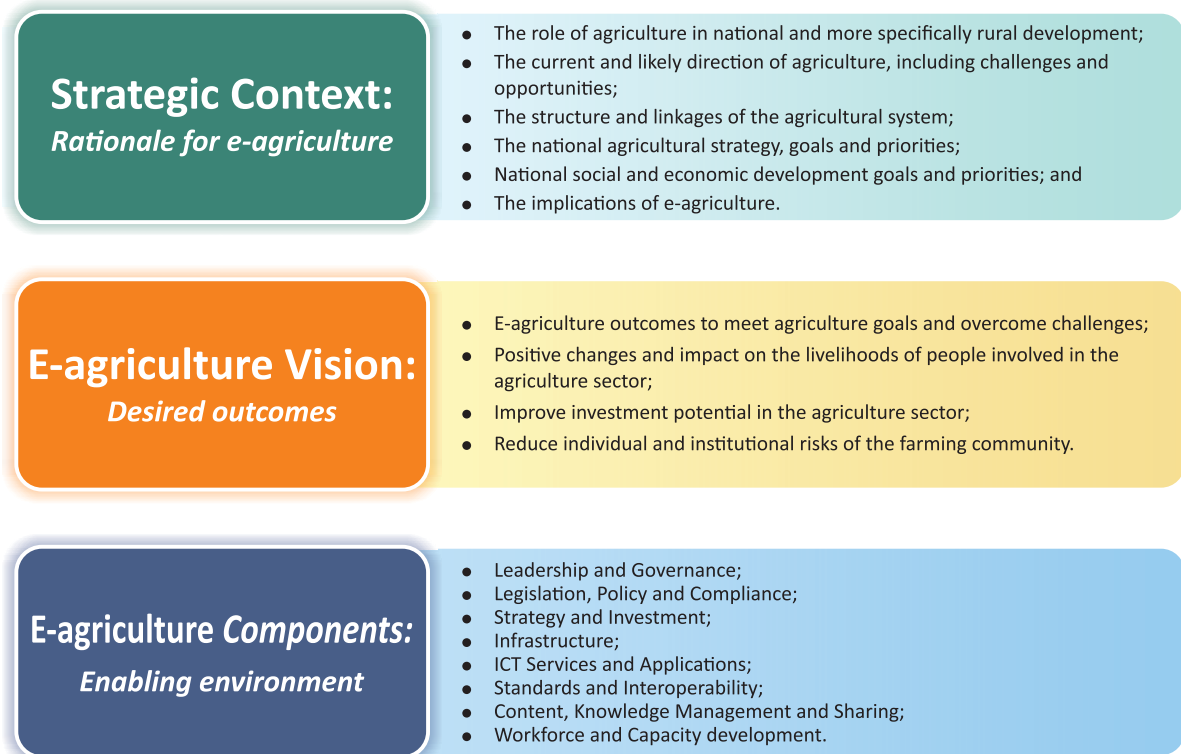 Strategic Context:
Rationale for e-agriculture
● The role of agriculture in national and more specifically rural development;
● The current and likely direction of agriculture, including challenges and
opportunities;
● The structure and linkages of the agricultural system;
● The national agricultural strategy, goals and priorities;
● National social and economic development goals and priorities; and
● The implications of e-agriculture.
E-agriculture Vision:
Desired outcomes
● E-agriculture outcomes to meet agriculture goals and overcome challenges;
● Positive changes and impact on the livelihoods of people involved in the
agriculture sector;
● Improve investment potential in the agriculture sector;
● Reduce individual and institutional risks of the farming community.
E-agriculture Components:
Enabling environment
● Leadership and Governance;
● Legislation, Policy and Compliance;
● Strategy and Investment;
● Infrastructure;
● ICT Services and Applications;
● Standards and Interoperability;
● Content, Knowledge Management and Sharing;
● Workforce and Capacity development.